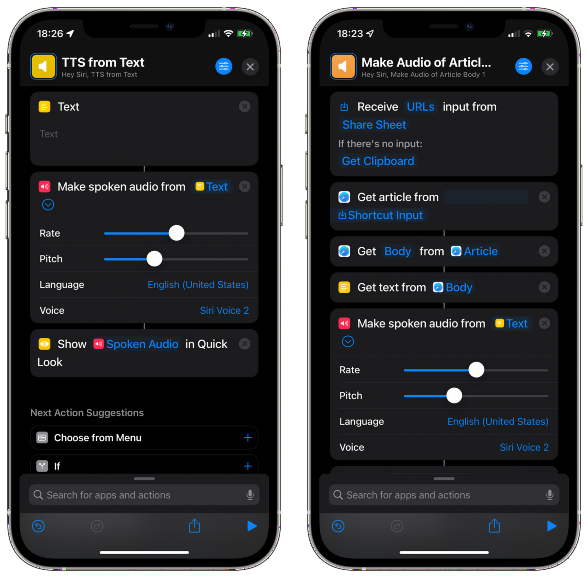 18:26
TTS from Text
Hey Siri, TTS from Text
Text
Text
Make spoken audio from Text
Rate
Pitch
Language English (United States)
Voice Siri Voice 2
Show Spoken Audio in Quick
Look
Next Action Suggestions
Choose from Menu
If
Search for apps and actions
18:23
Make Audio of Articl...
Hey Siri, Make Audio of Article Body 1
Receive URLs input from
Share Sheet
If there's no input:
Get Clipboard
Get article from
Shortcut Input
Get Body from Article
Get text from Body
Make spoken audio from Text
Rate
Pitch
Language English (United States)
Voice Siri Voice 2
Search for apps and actions